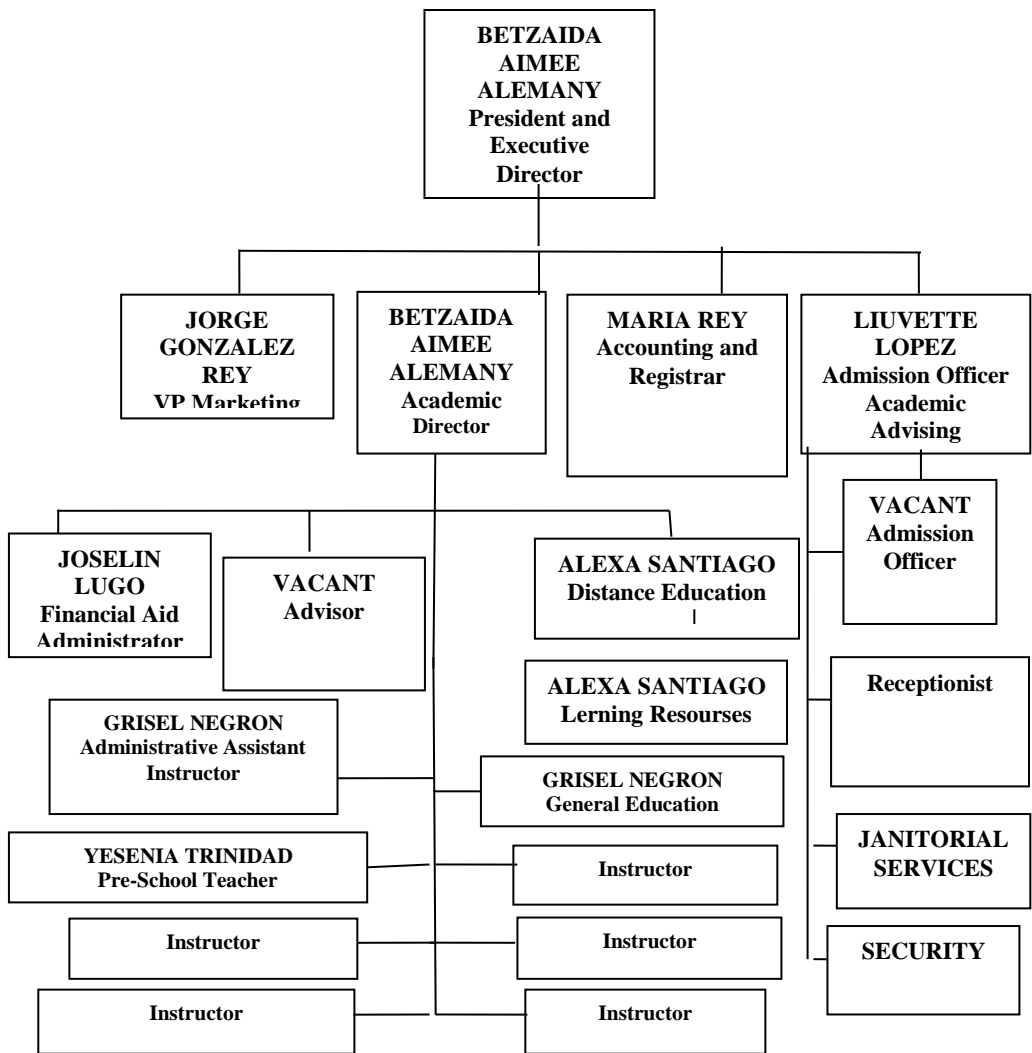 BETZAIDA
AIMEE
ALEMANY
President and
Executive
Director
JORGE
GONZALEZ
REY
VP Marketing
BETZAIDA
AIMEE
ALEMANY
Academic
Director
MARIA REY
Accounting and
Registrar
LIUVETTE
LOPEZ
Admission Officer
Academic
Advising
JOSELIN
LUGO
Financial Aid
Administrator
VACANT
Advisor
ALEXA SANTIAGO
Distance Education
VACANT
Admission
Officer
ALEXA SANTIAGO
Lerning Resourses
Receptionist
GRISEL NEGRON
Administrative Assistant
Instructor
GRISEL NEGRON
General Education
YESENIA TRINIDAD
Pre-School Teacher
Instructor
JANITORIAL
SERVICES
Instructor
Instructor
SECURITY
Instructor
Instructor